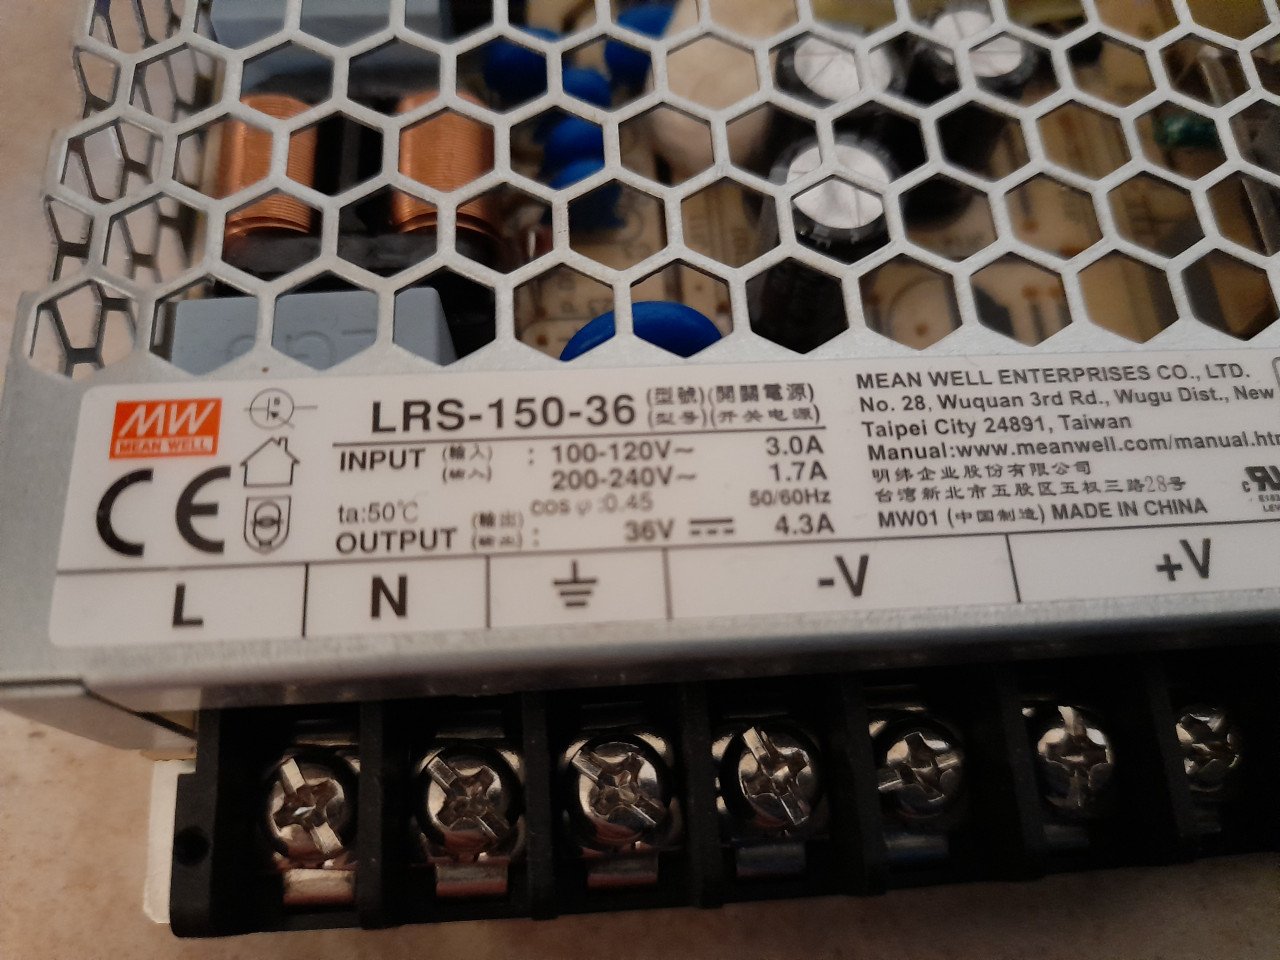 MW
MEAN WELL
LRS-150-36 (型號)(開關電源)
(型号)(开关电源)
INPUT (輸入) : 100-120V~ 3.0A
(输入) 200-240V~ 1.7A
ta:50℃ cos φ:0.45 50/60Hz
OUTPUT (輸出) : 36V 4.3A
(输出)
MEAN WELL ENTERPRISES CO., LTD.
No. 28, Wuquan 3rd Rd., Wugu Dist., New
Taipei City 24891, Taiwan
Manual:www.meanwell.com/manual.htm
明纬企业股份有限公司
台湾新北市五股区五权三路28号
MW01 (中国制造) MADE IN CHINA
CE
L N -V +V